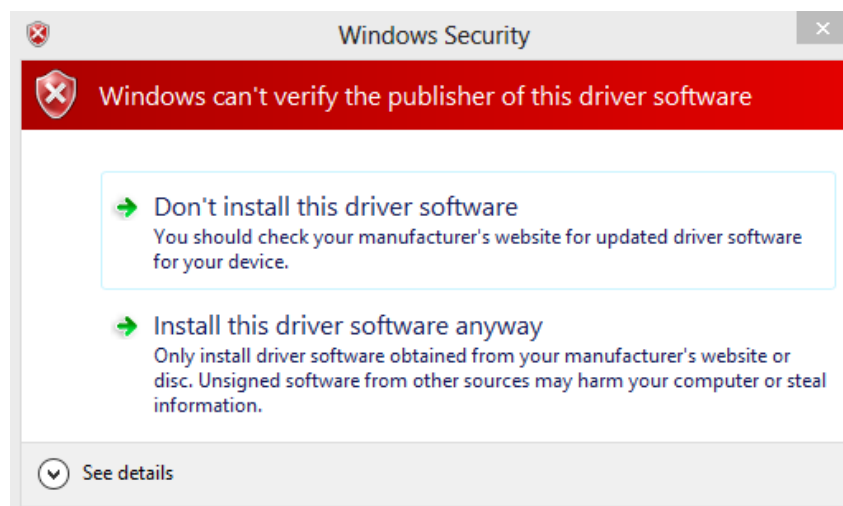 Windows Security
Windows can't verify the publisher of this driver software
Don't install this driver software
You should check your manufacturer's website for updated driver software
for your device.
Install this driver software anyway
Only install driver software obtained from your manufacturer's website or
disc. Unsigned software from other sources may harm your computer or steal
information.
See details